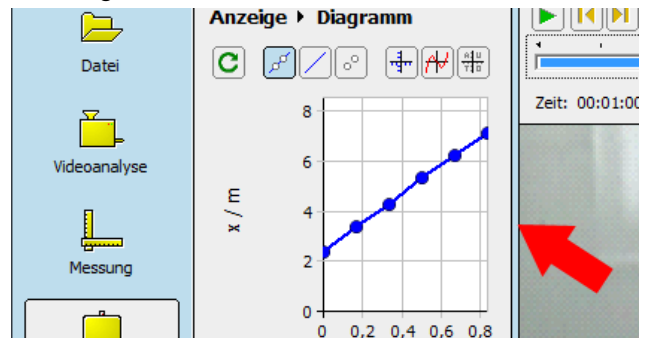 Anzeige ▸ Diagramm
Datei
Videoanalyse
Messung
8
6
4
2
0
x / m
0 0,2 0,4 0,6 0,8
Zeit: 00:01:00